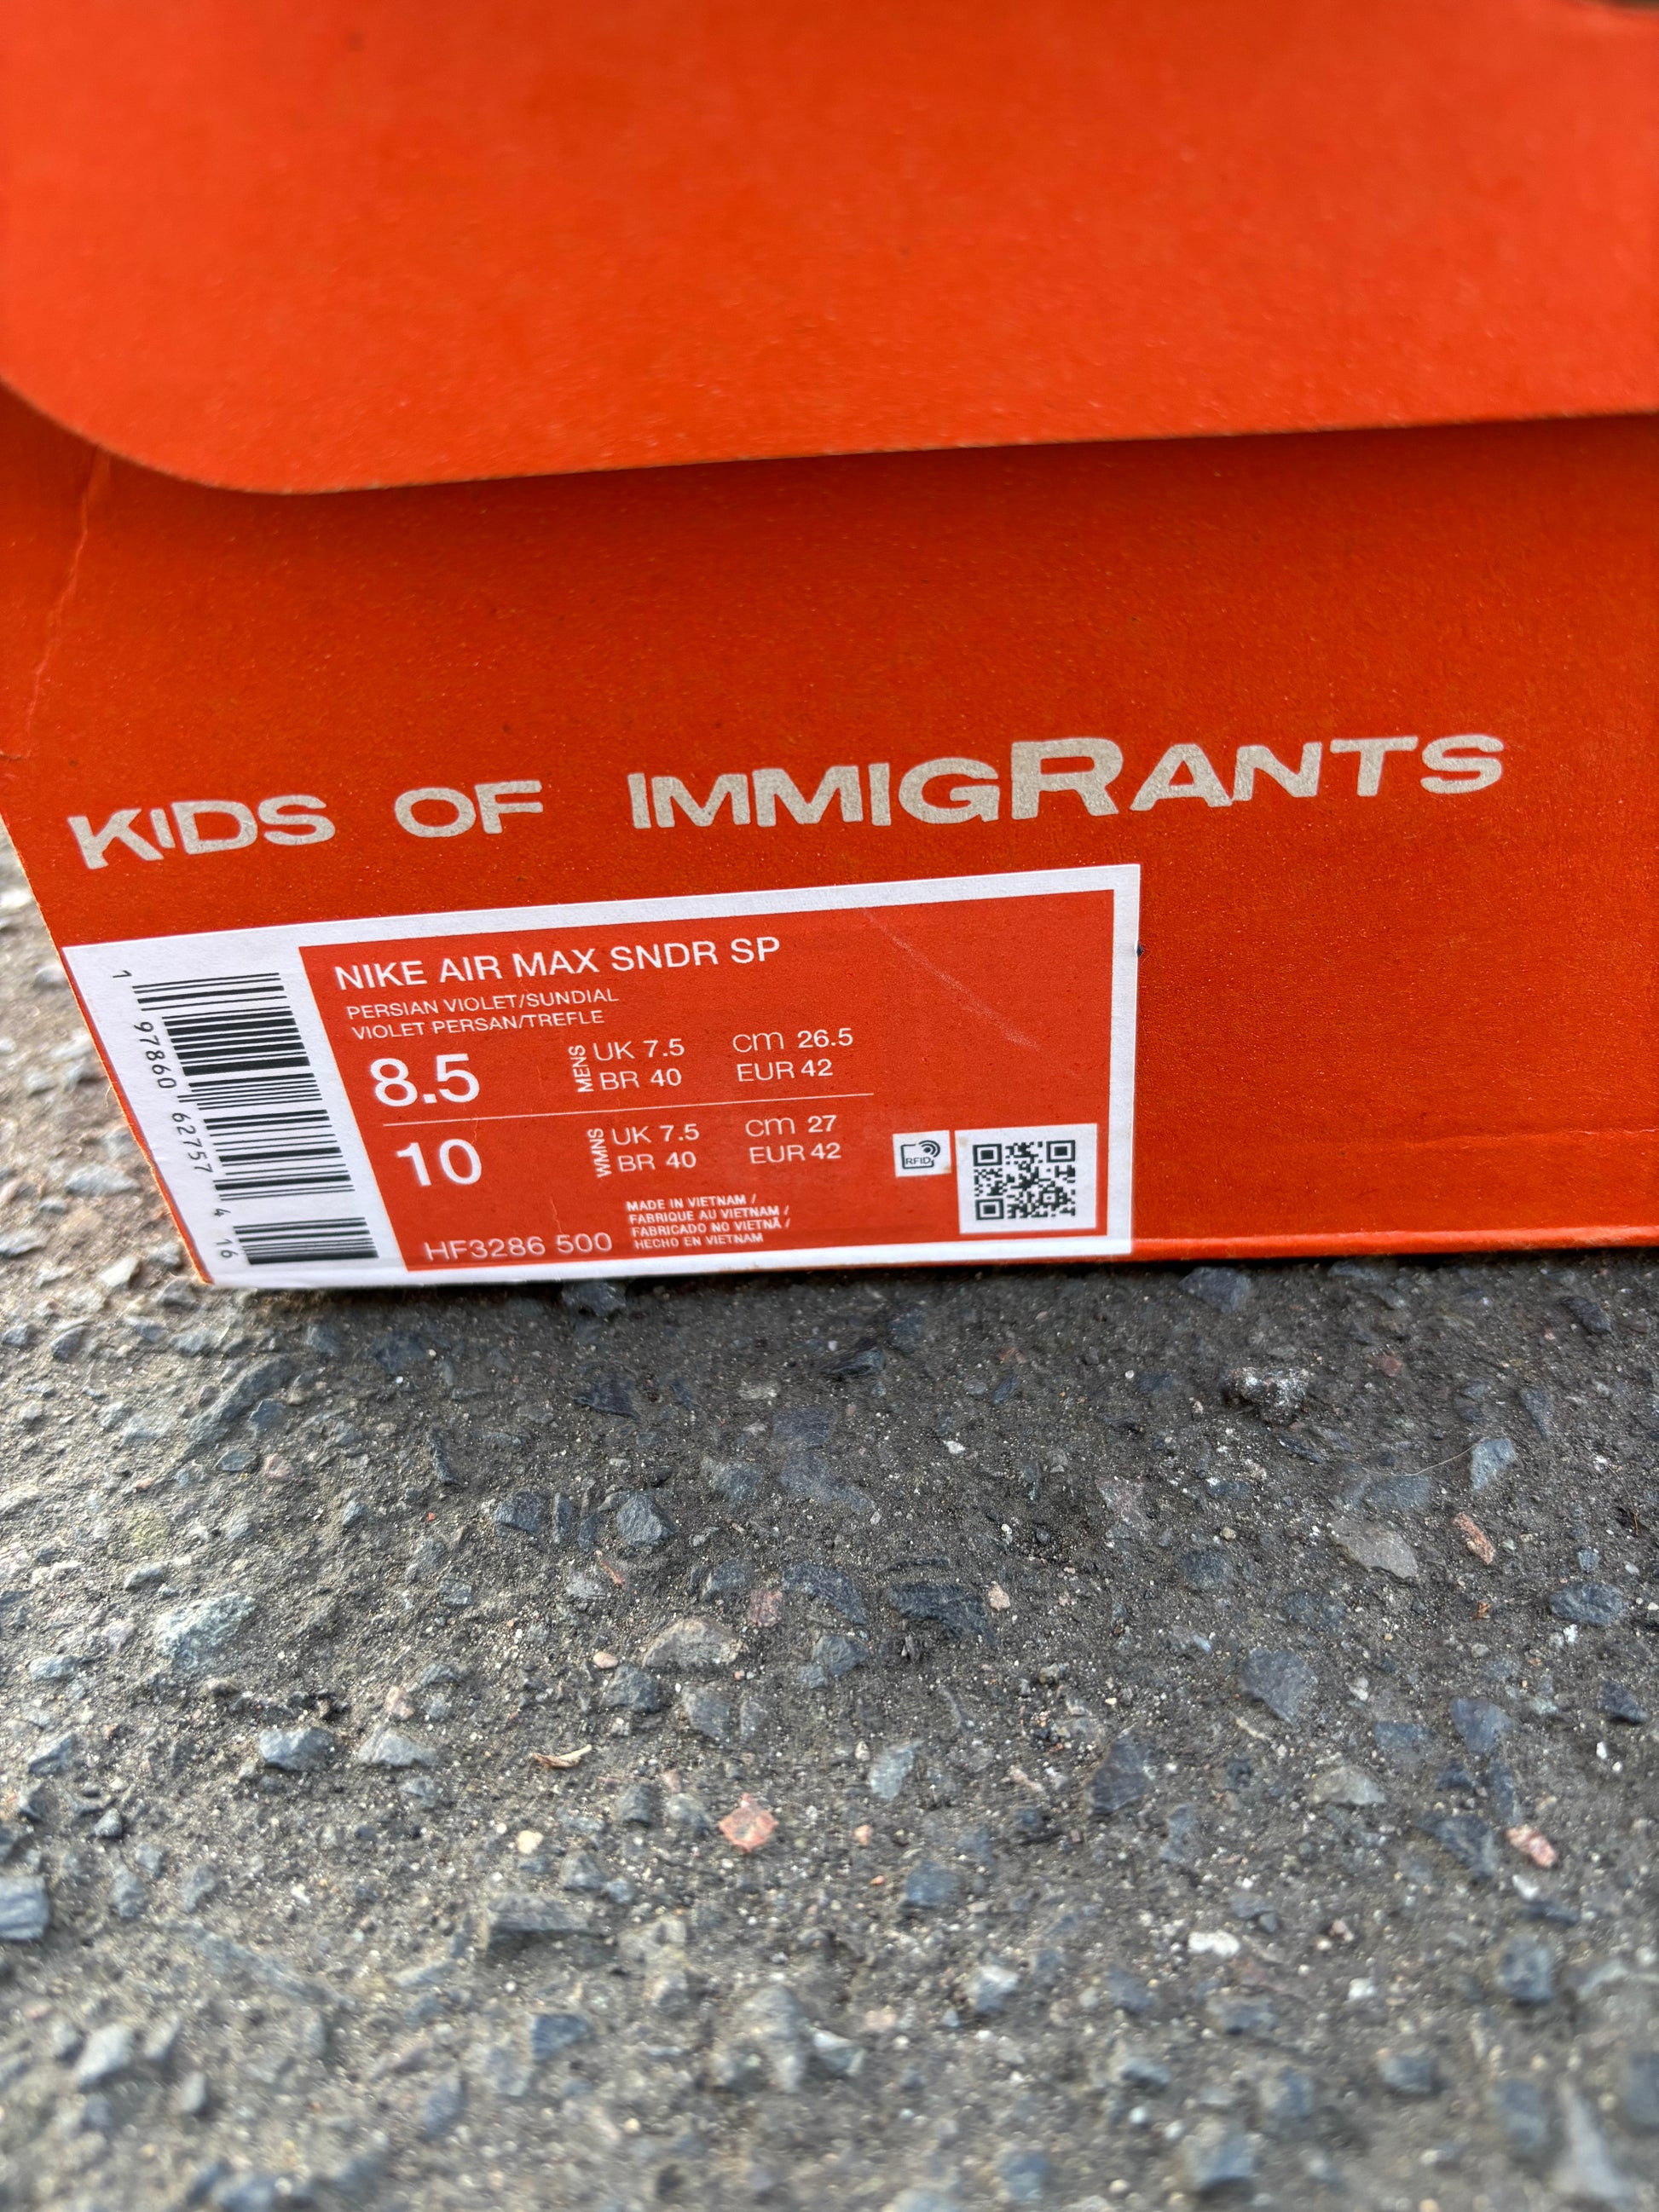 KIDS OF IMMIGRANTS
NIKE AIR MAX SNDR SP
PERSIAN VIOLET/SUNDIAL
VIOLET PERSAN/TREFLE
8.5 MENS UK 7.5 cm 26.5
BR 40 EUR 42
10 WMNS UK 7.5 cm 27
BR 40 EUR 42
RFID
MADE IN VIETNAM /
FABRIQUE AU VIETNAM /
FABRICADO NO VIETNÃ /
HECHO EN VIETNAM
HF3286 500
1 97860 62757 4 16